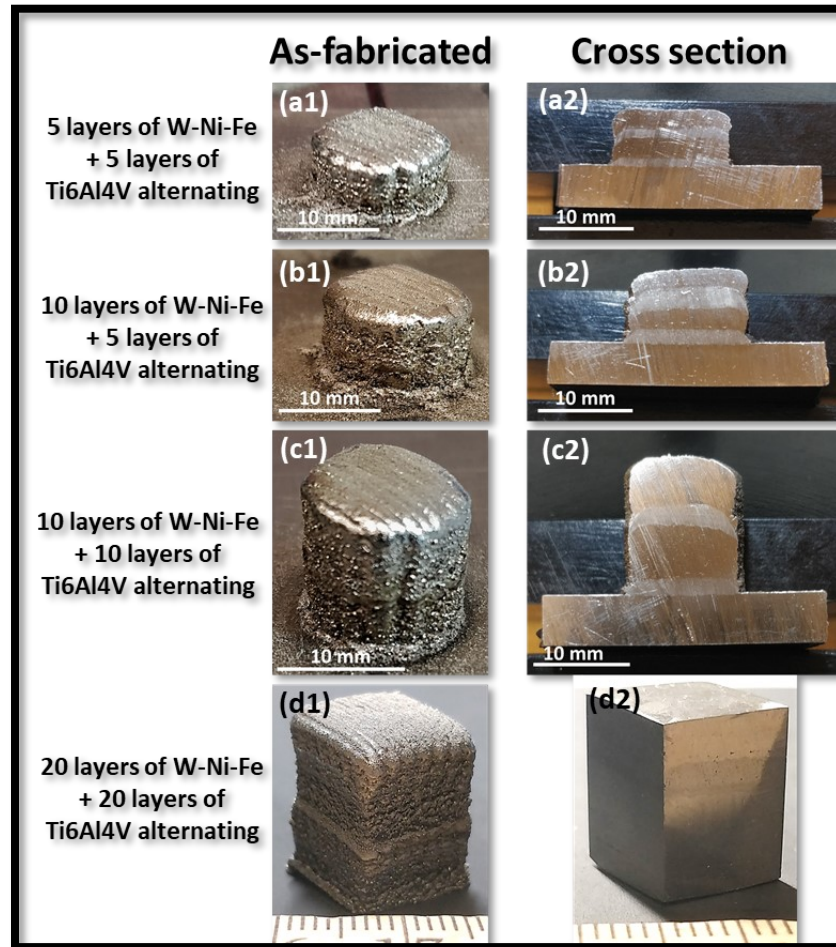 As-fabricated
Cross section
5 layers of W-Ni-Fe
+ 5 layers of
Ti6Al4V alternating
(a1)
10 mm
(a2)
10 mm
10 layers of W-Ni-Fe
+ 5 layers of
Ti6Al4V alternating
(b1)
10 mm
(b2)
10 mm
10 layers of W-Ni-Fe
+ 10 layers of
Ti6Al4V alternating
(c1)
10 mm
(c2)
10 mm
20 layers of W-Ni-Fe
+ 20 layers of
Ti6Al4V alternating
(d1)
(d2)